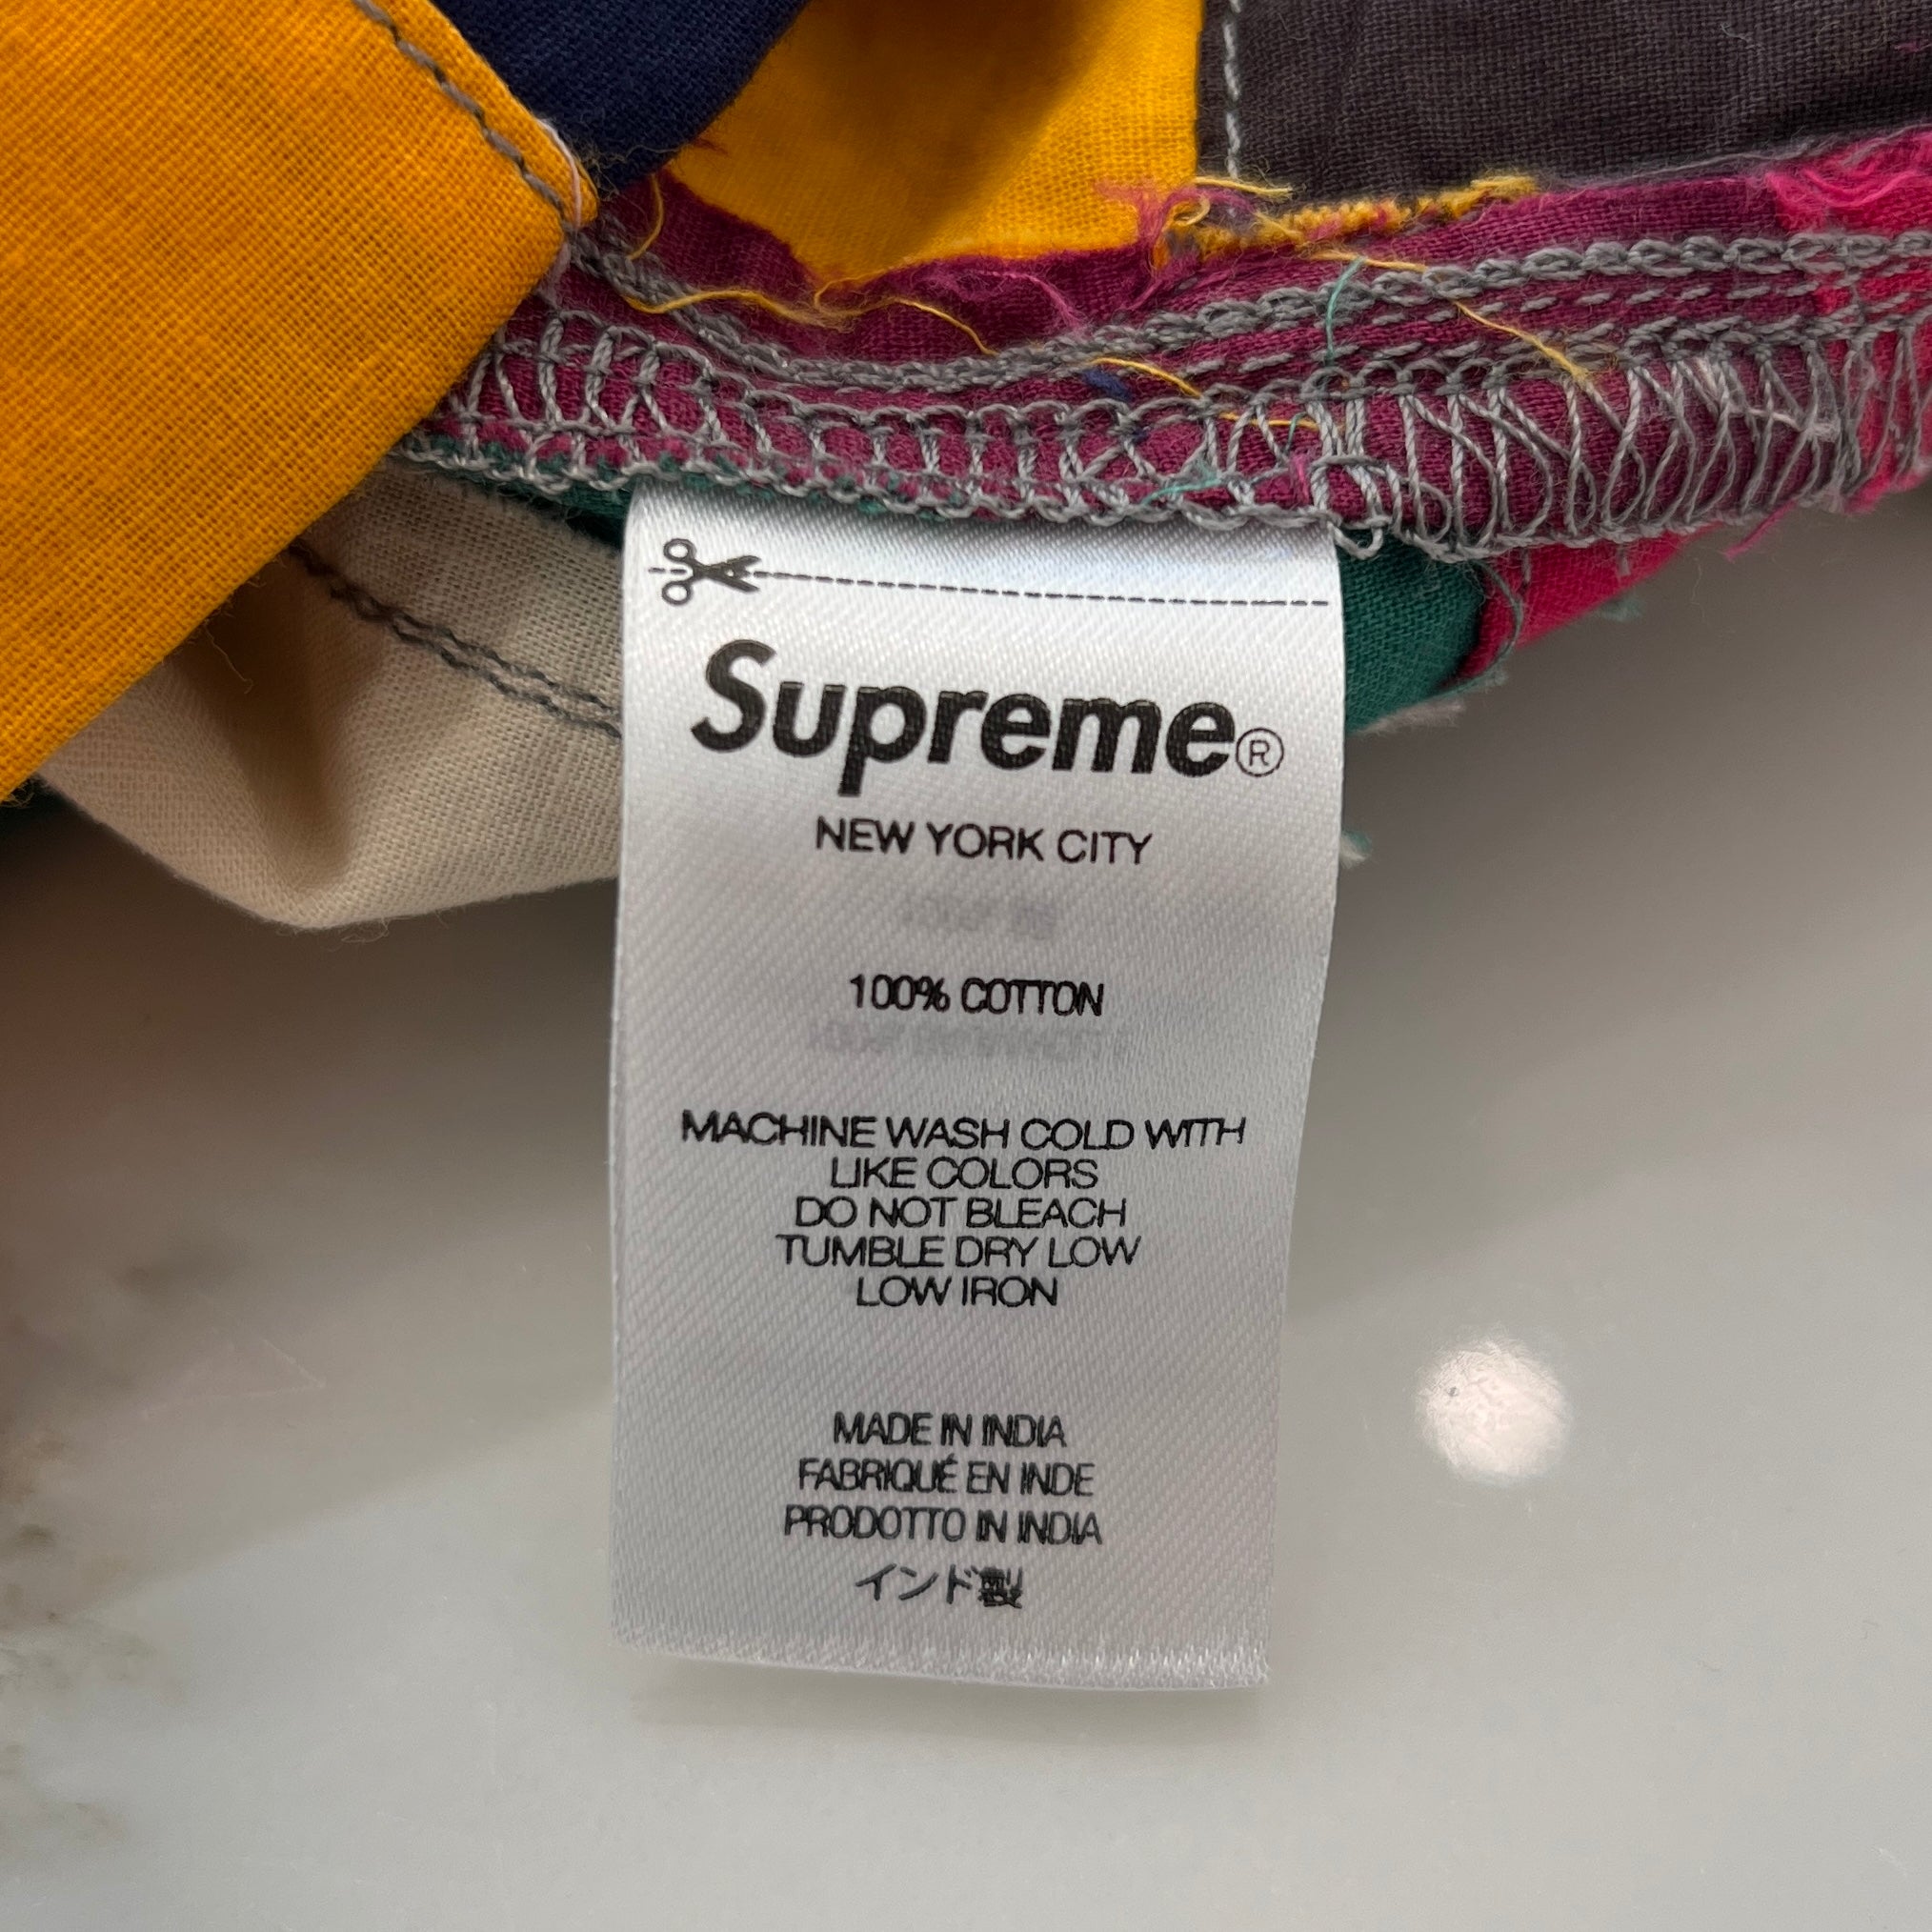 Supreme®
NEW YORK CITY
100% COTTON
MACHINE WASH COLD WITH
LIKE COLORS
DO NOT BLEACH
TUMBLE DRY LOW
LOW IRON
MADE IN INDIA
FABRIQUÉ EN INDE
PRODOTTO IN INDIA
インド製